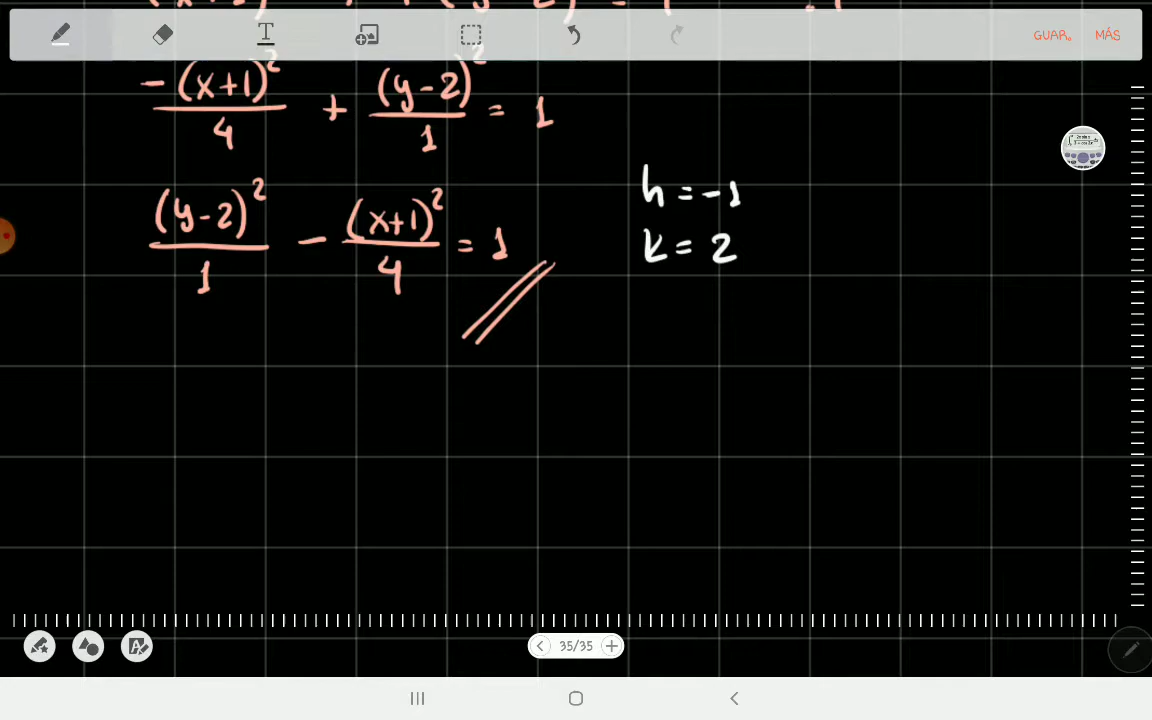 T GUAR. MÁS
-(x+1)²/4 + (y-2)²/1 = 1
(y-2)²/1 - (x+1)²/4 = 1
h = -1
k = 2
35/35